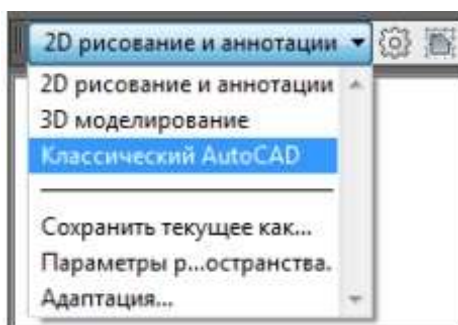 2D рисование и аннотации
2D рисование и аннотации
3D моделирование
Классический AutoCAD
Сохранить текущее как...
Параметры р...остранства.
Адаптация...